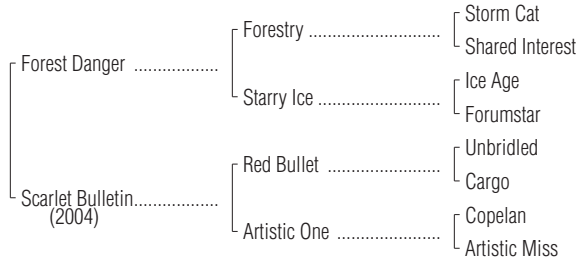 Storm Cat
Forestry ..............................
Shared Interest
Forest Danger ..................
Ice Age
Starry Ice ............................
Forumstar
Unbridled
Red Bullet ..........................
Cargo
Scarlet Bulletin..................
(2004)
Copelan
Artistic One .......................
Artistic Miss